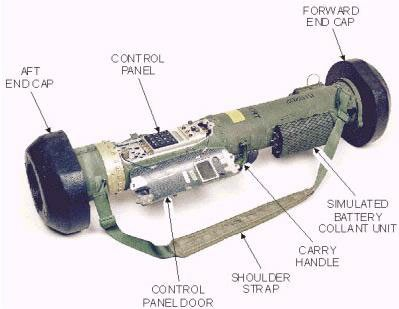 FORWARD
END CAP
CONTROL
PANEL
AFT
END CAP
SIMULATED
BATTERY
COLLANT UNIT
CARRY
HANDLE
SHOULDER
STRAP
CONTROL
PANEL DOOR